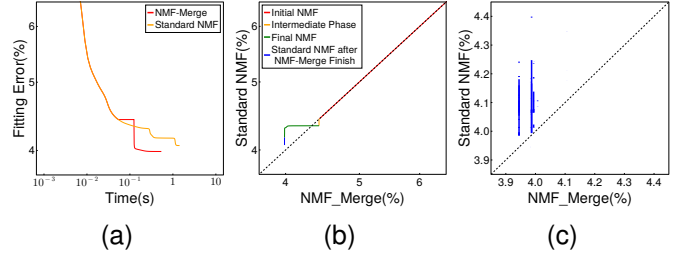 NMF-Merge
Standard NMF
Fitting Error(%)
6
5
4
10⁻³ 10⁻² 10⁻¹ 1 10
Time(s)
(a)
Initial NMF
Intermediate Phase
Final NMF
Standard NMF after
NMF-Merge Finish
Standard NMF(%)
6
5
4
4 5 6
NMF_Merge(%)
(b)
Standard NMF(%)
4.4
4.3
4.2
4.1
4.0
3.9
3.9 4.0 4.1 4.2 4.3 4.4
NMF_Merge(%)
(c)